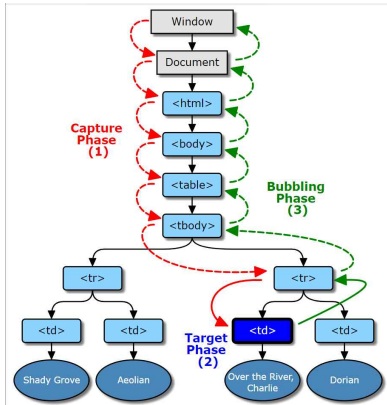 Window
Document
<html>
Capture
Phase
(1)
<body>
<table>
Bubbling
Phase
(3)
<tbody>
<tr>
<tr>
<td>
<td>
Target
Phase
(2)
<td>
<td>
Shady Grove
Aeolian
Over the River,
Charlie
Dorian